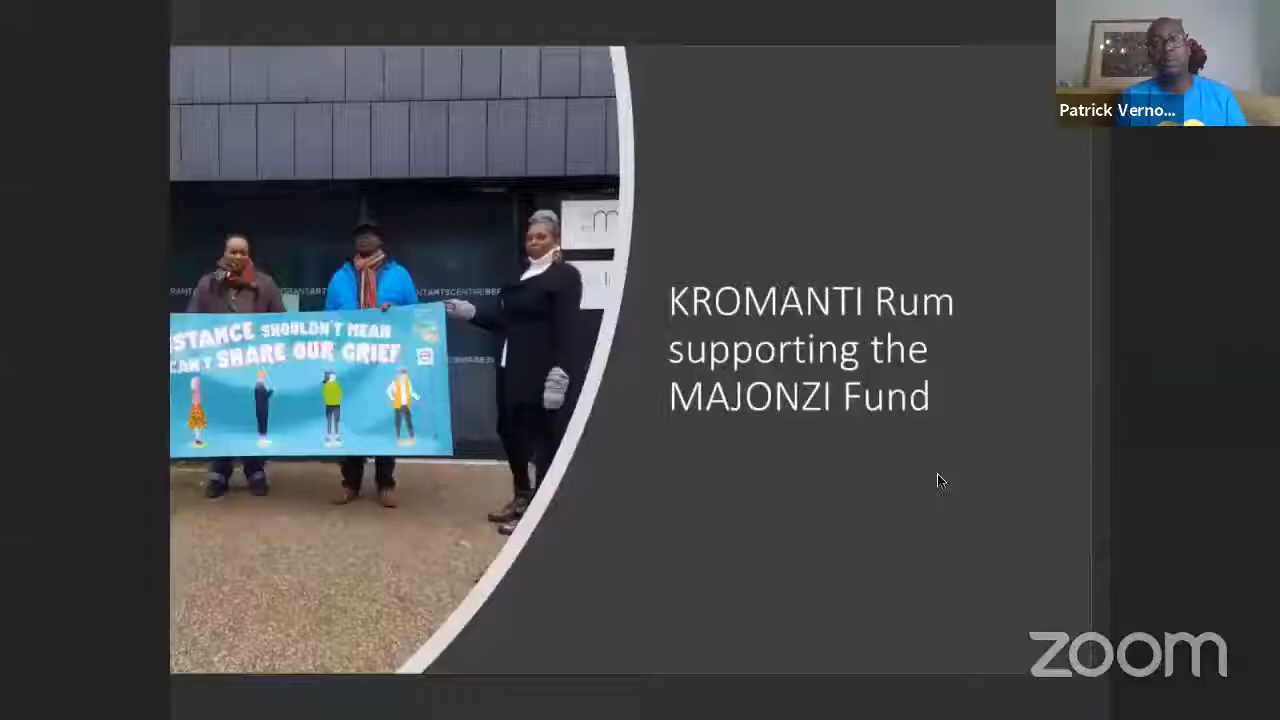 Patrick Verno...
STANCE SHOULDN'T MEAN
CAN'T SHARE OUR GRIEF
KROMANTI Rum
supporting the
MAJONZI Fund
zoom